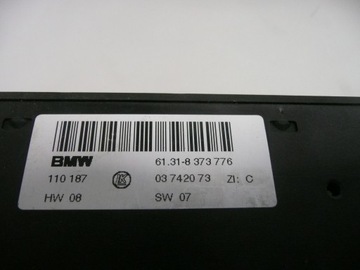 BMW 61.31-8 373 776
110 187 03 7420 73 ZI: C
HW 08 SW 07